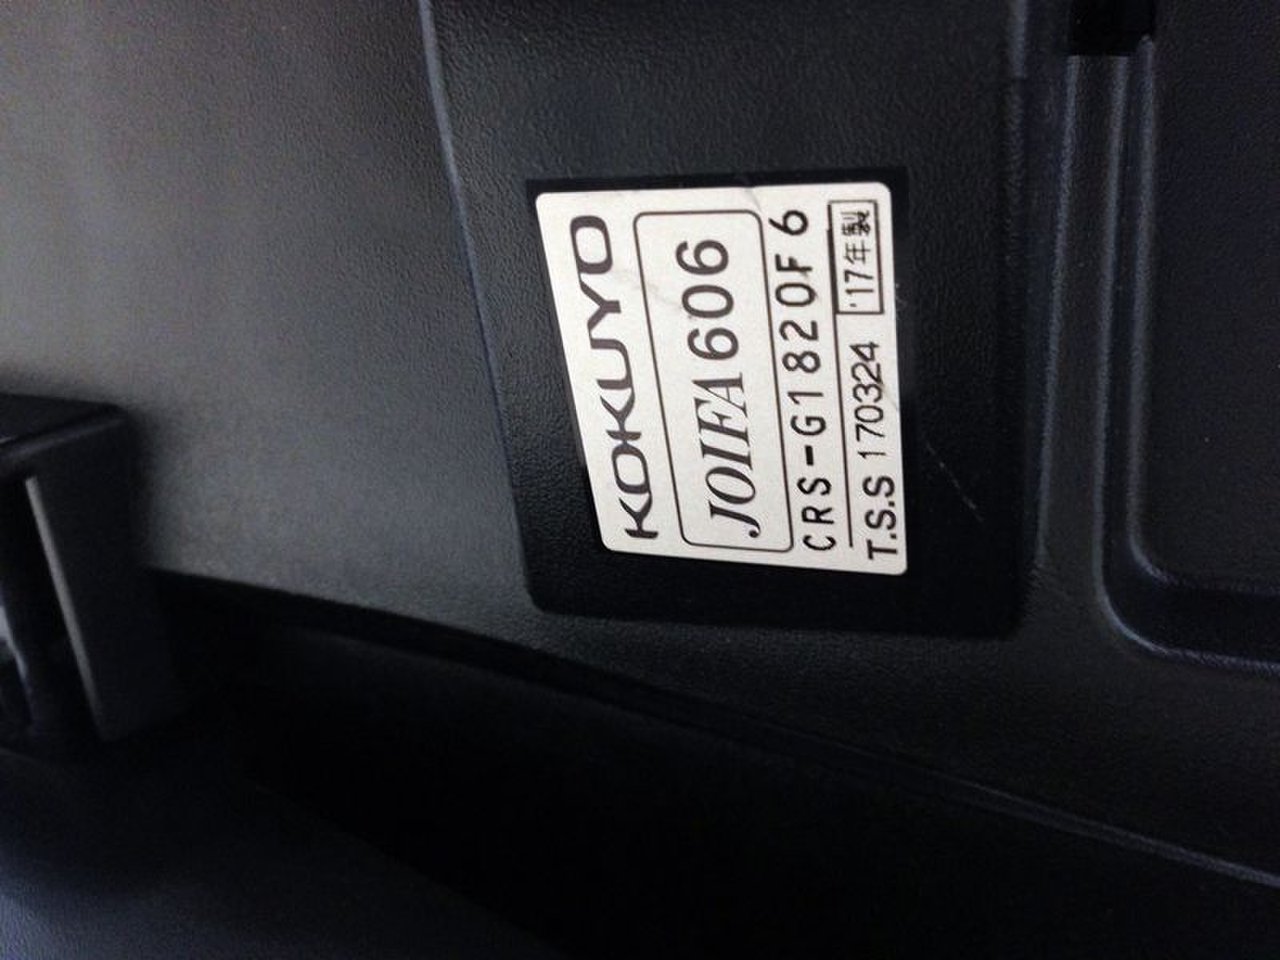 KOKUYO
JOIFA 606
CRS-G1820F6
T.S.S 170324 '17年製